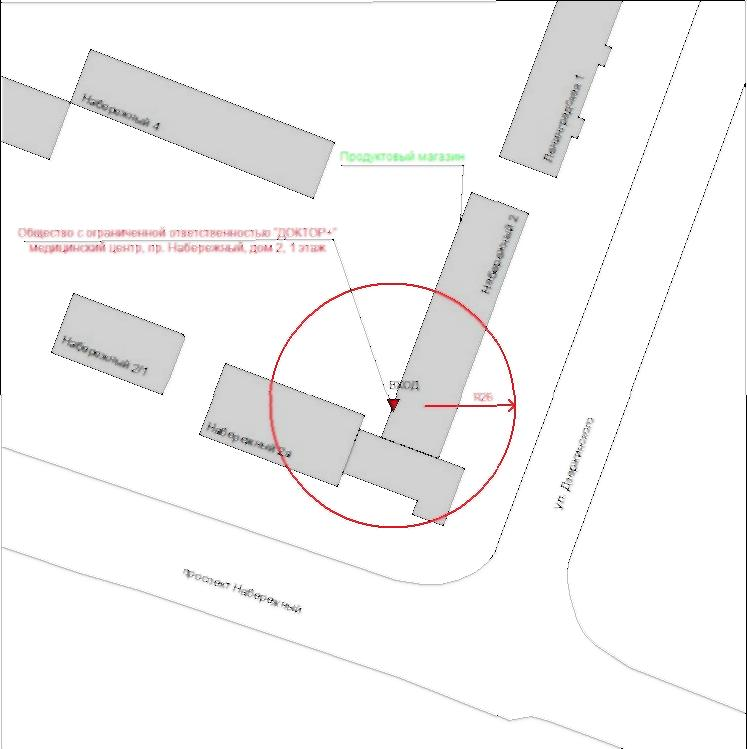 Ленинградская 1
Набережный 4
Продуктовый магазин
Набережный 2
Общество с ограниченной ответственностью "ДОКТОР+"
медицинский центр, пр. Набережный, дом 2, 1 этаж
Набережный 2/1
ВХОД
R26
Набережный 2а
ул. Дзержинского
проспект Набережный